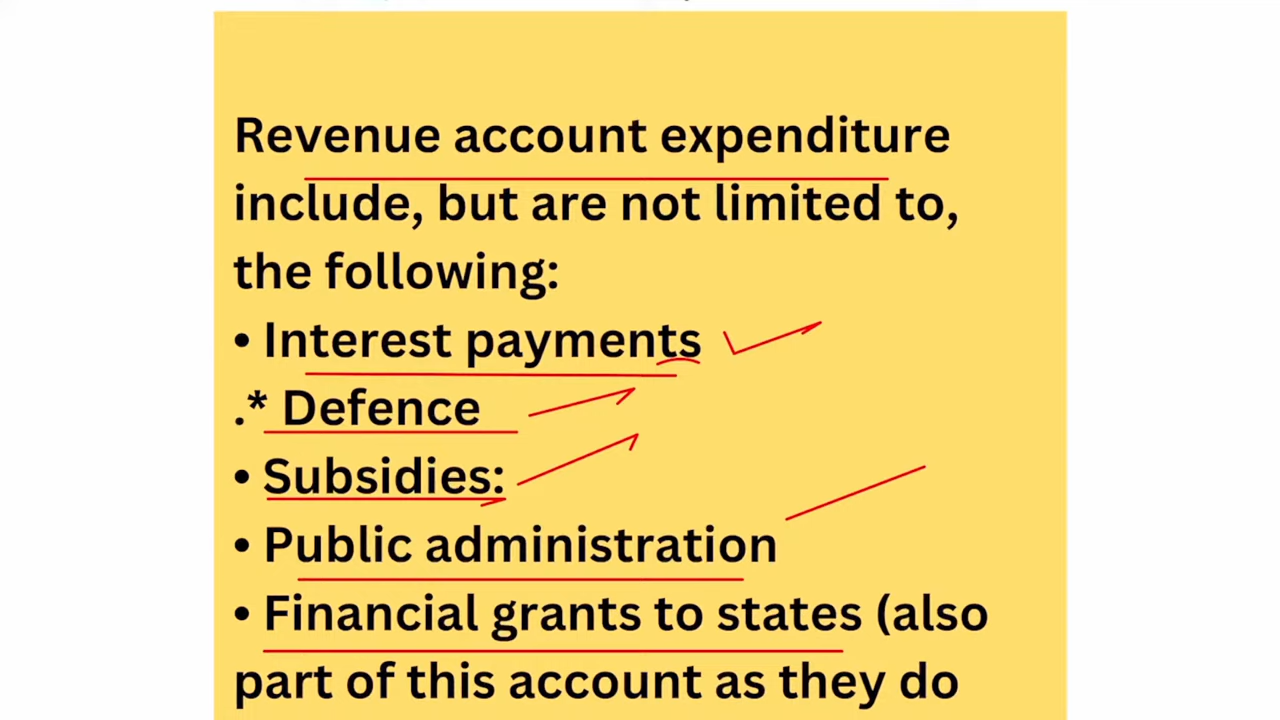 Revenue account expenditure
include, but are not limited to,
the following:
• Interest payments
.* Defence
• Subsidies:
• Public administration
• Financial grants to states (also
part of this account as they do